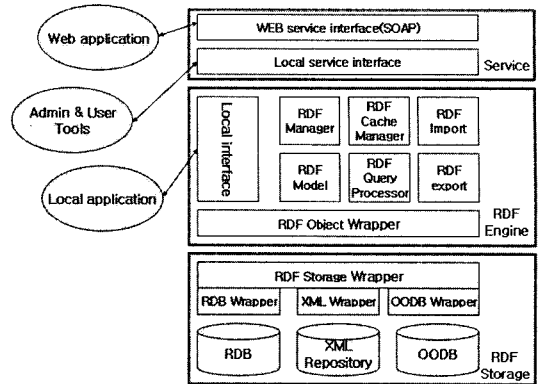 Web application
Admin & User
Tools
Local application
WEB service interface(SOAP)
Local service interface
Service
Local interface
RDF
Manager
RDF
Cache
Manager
RDF
Import
RDF
Model
RDF
Query
Processor
RDF
export
RDF Object Wrapper
RDF
Engine
RDF Storage Wrapper
RDB Wrapper
XML Wrapper
OODB Wrapper
RDB
XML
Repository
OODB
RDF
Storage